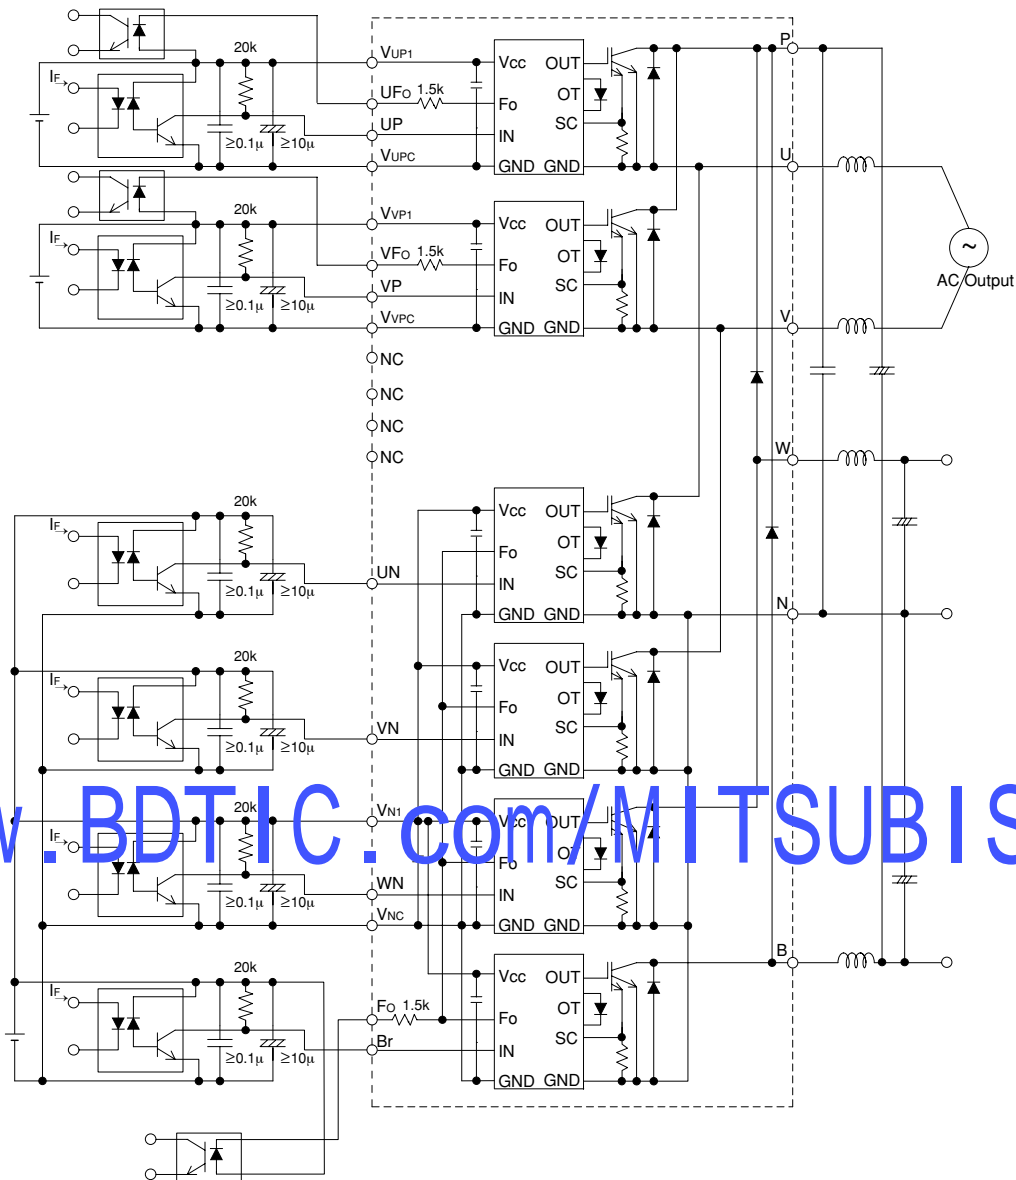 P
20k
VUP1
Vcc
OUT
IF
UFO 1.5k
Fo
OT
UP
IN
SC
≥0.1μ
≥10μ
VUPC
GND GND
U
20k
VVP1
Vcc
OUT
IF
VFO 1.5k
Fo
OT
~
AC Output
VP
IN
SC
≥0.1μ
≥10μ
VVPC
GND GND
V
NC
NC
NC
NC
W
20k
Vcc
OUT
IF
Fo
OT
UN
IN
SC
≥0.1μ
≥10μ
GND GND
N
20k
Vcc
OUT
IF
Fo
OT
VN
IN
SC
≥0.1μ
≥10μ
GND GND
w.BDTIC.com/MITSUBIS
20k
VN1
Vcc
OUT
IF
Fo
OT
WN
IN
SC
≥0.1μ
≥10μ
VNC
GND GND
B
20k
Vcc
OUT
IF
FO 1.5k
Fo
OT
Br
IN
SC
≥0.1μ
≥10μ
GND GND